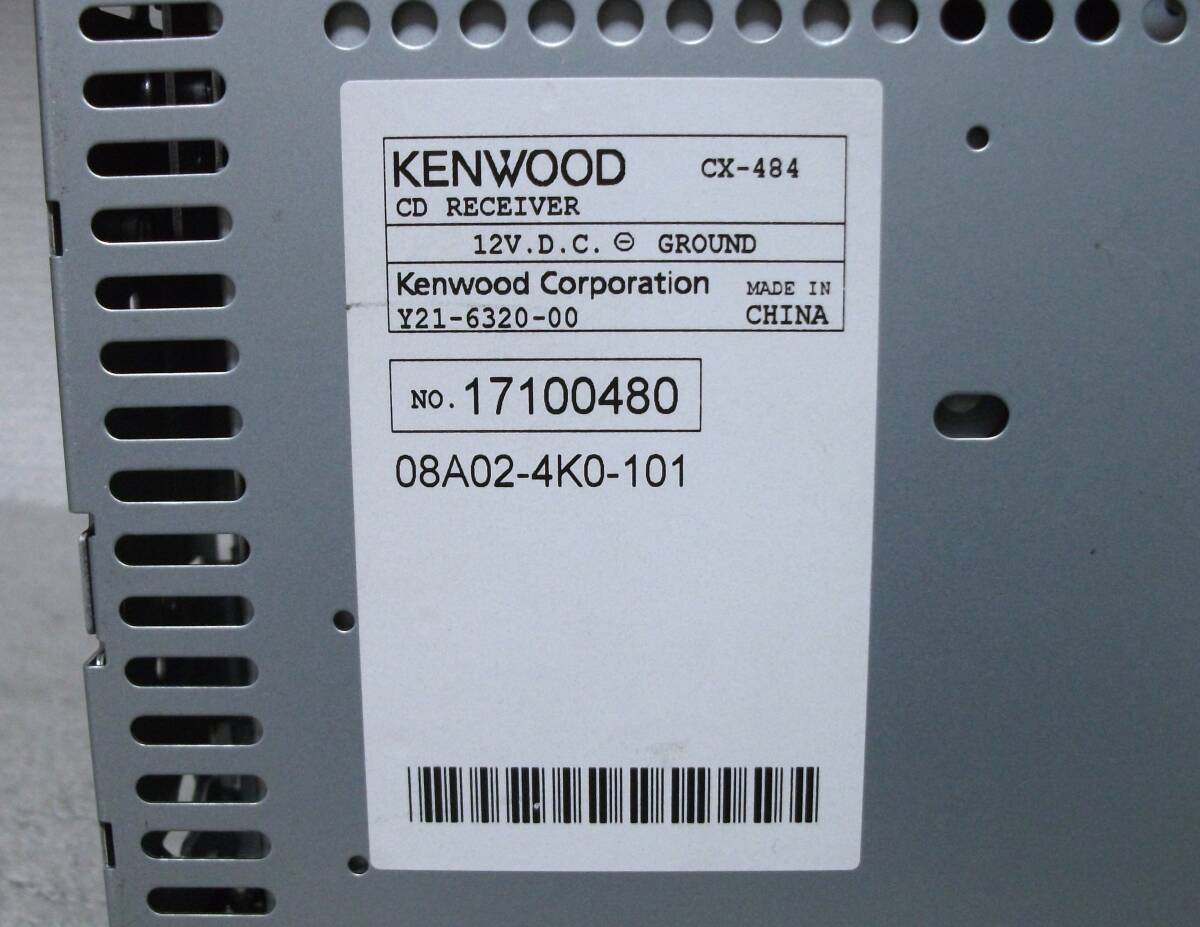 KENWOOD CX-484
CD RECEIVER
12V.D.C. ⊖ GROUND
Kenwood Corporation MADE IN
Y21-6320-00 CHINA
NO. 17100480
08A02-4K0-101